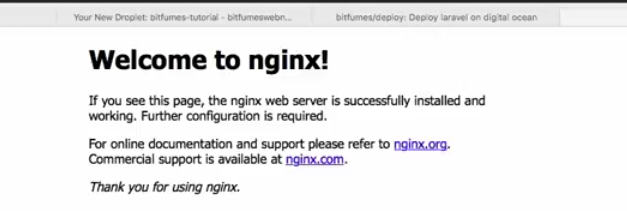 Your New Droplet: bitfumes-tutorial - bitfumeswebn...
bitfumes/deploy: Deploy laravel on digital ocean
Welcome to nginx!
If you see this page, the nginx web server is successfully installed and
working. Further configuration is required.
For online documentation and support please refer to nginx.org.
Commercial support is available at nginx.com.
Thank you for using nginx.